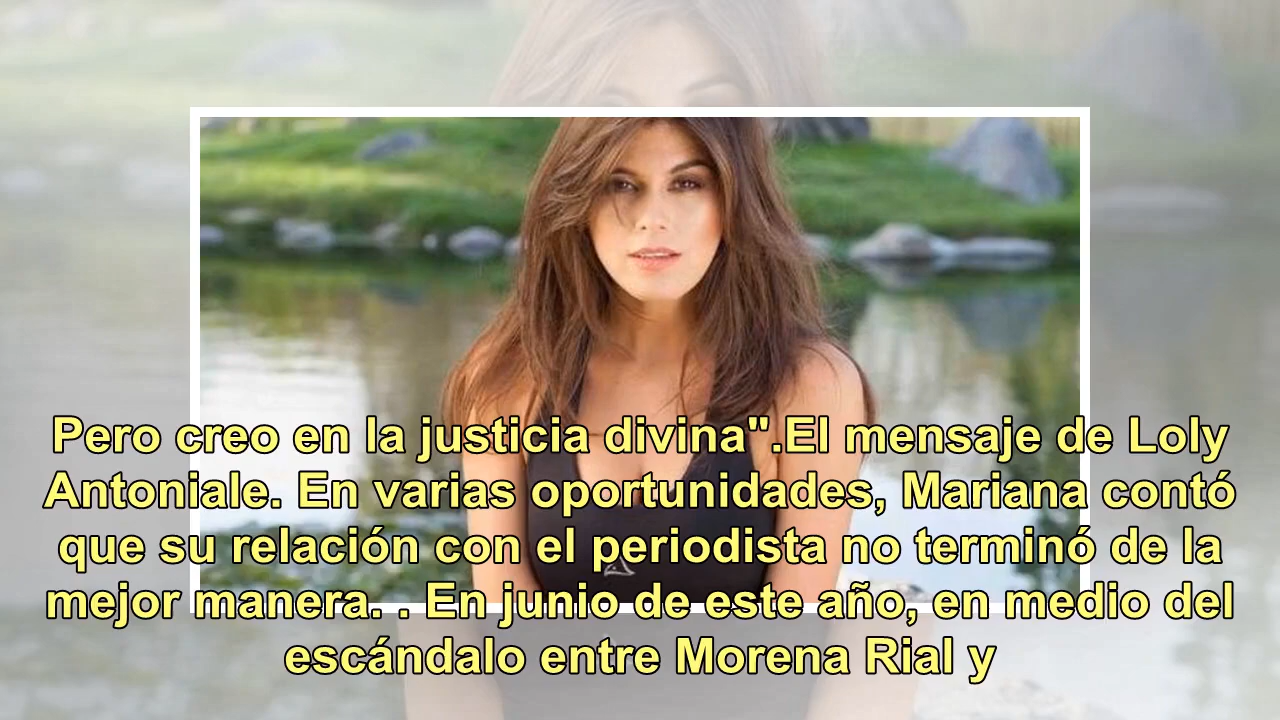 Pero creo en la justicia divina".El mensaje de Loly
Antoniale. En varias oportunidades, Mariana contó
que su relación con el periodista no terminó de la
mejor manera. . En junio de este año, en medio del
escándalo entre Morena Rial y